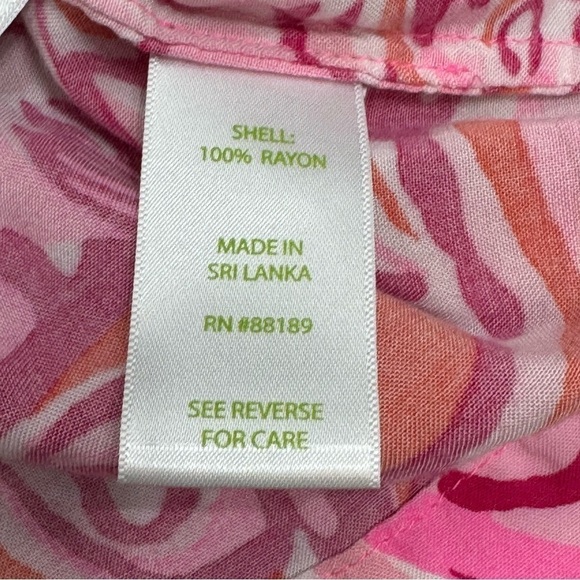 SHELL:
100% RAYON
MADE IN
SRI LANKA
RN #88189
SEE REVERSE
FOR CARE